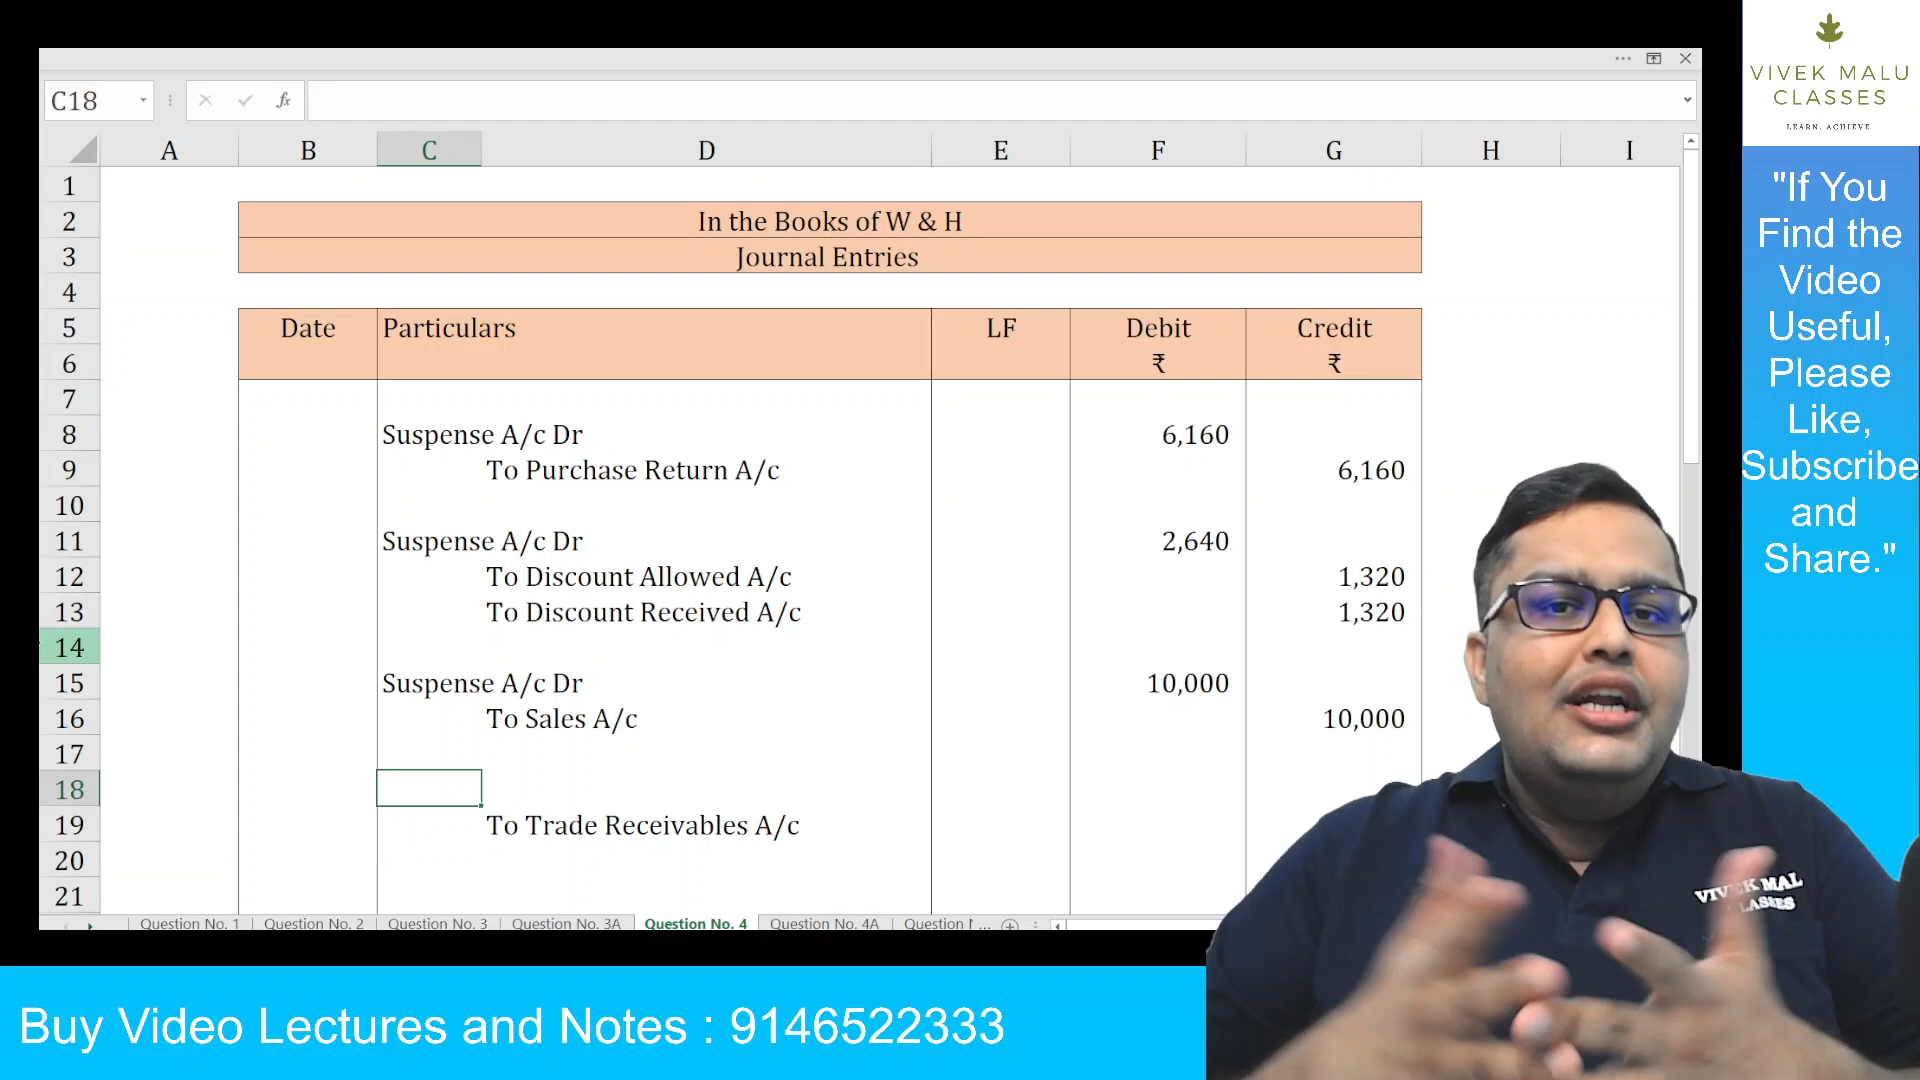 C18
fx
A B C D E F G H I
1
2 In the Books of W & H
3 Journal Entries
4
5 Date Particulars LF Debit Credit
6 ₹ ₹
7
8 Suspense A/c Dr 6,160
9 To Purchase Return A/c 6,160
10
11 Suspense A/c Dr 2,640
12 To Discount Allowed A/c 1,320
13 To Discount Received A/c 1,320
14
15 Suspense A/c Dr 10,000
16 To Sales A/c 10,000
17
18
19 To Trade Receivables A/c
20
21
Question No. 1 Question No. 2 Question No. 3 Question No. 3A Question No. 4 Question No. 4A Question ...
VIVEK MALU
CLASSES
LEARN. ACHIEVE.
"If You
Find the
Video
Useful,
Please
Like,
Subscribe
and
Share."
Buy Video Lectures and Notes : 9146522333